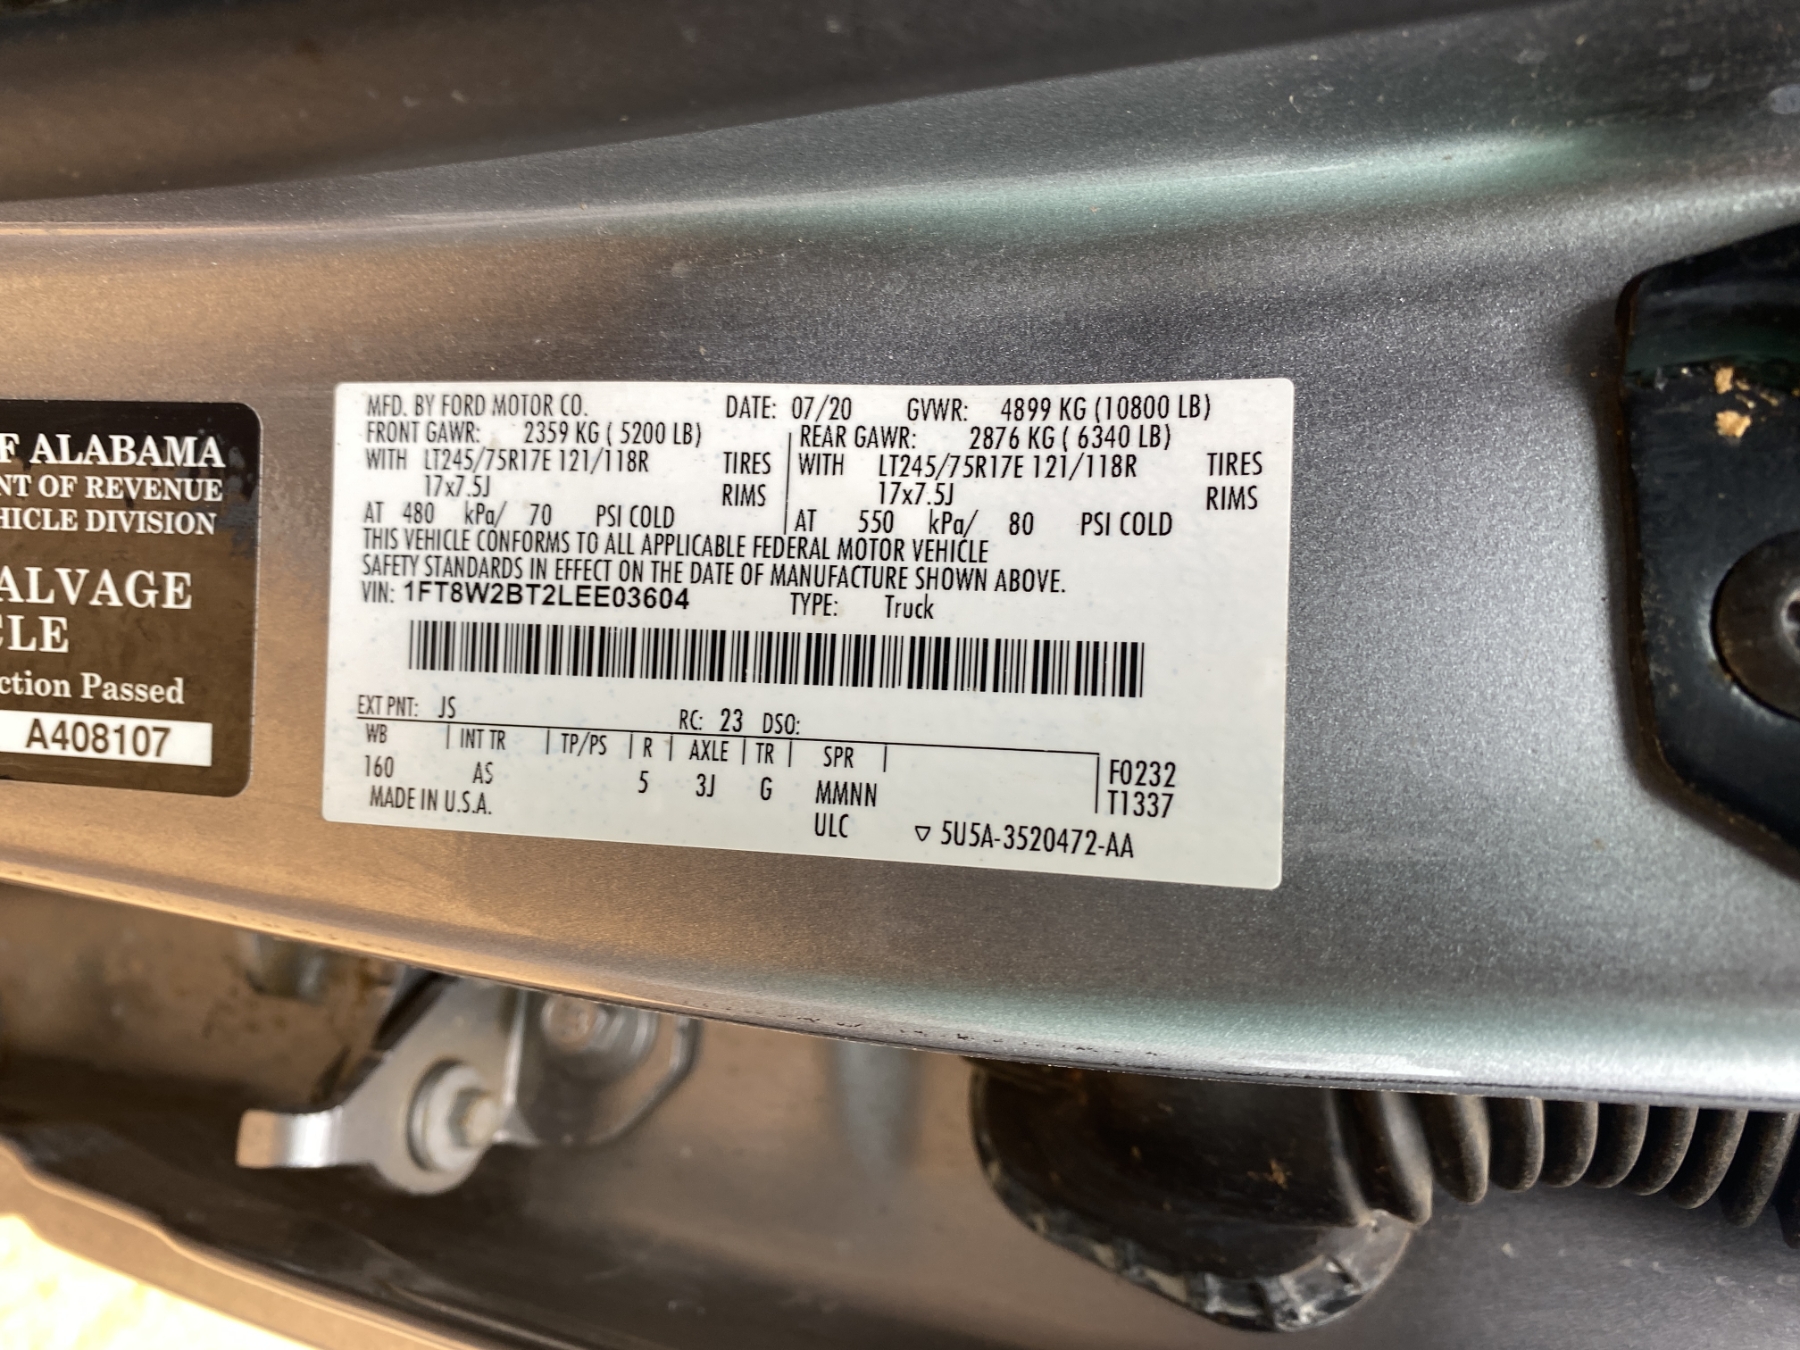 F ALABAMA
NT OF REVENUE
HICLE DIVISION
ALVAGE
CLE
ction Passed
A408107
MFD. BY FORD MOTOR CO. DATE: 07/20 GVWR: 4899 KG (10800 LB)
FRONT GAWR: 2359 KG ( 5200 LB) REAR GAWR: 2876 KG ( 6340 LB)
WITH LT245/75R17E 121/118R TIRES WITH LT245/75R17E 121/118R TIRES
17x7.5J RIMS 17x7.5J RIMS
AT 480 kPa/ 70 PSI COLD AT 550 kPa/ 80 PSI COLD
THIS VEHICLE CONFORMS TO ALL APPLICABLE FEDERAL MOTOR VEHICLE
SAFETY STANDARDS IN EFFECT ON THE DATE OF MANUFACTURE SHOWN ABOVE.
VIN: 1FT8W2BT2LEE03604 TYPE: Truck
EXT PNT: JS RC: 23 DSO:
WB INT TR TP/PS R AXLE TR SPR
160 AS 5 3J G MMNN F0232
MADE IN U.S.A. ULC T1337
▽ 5U5A-3520472-AA